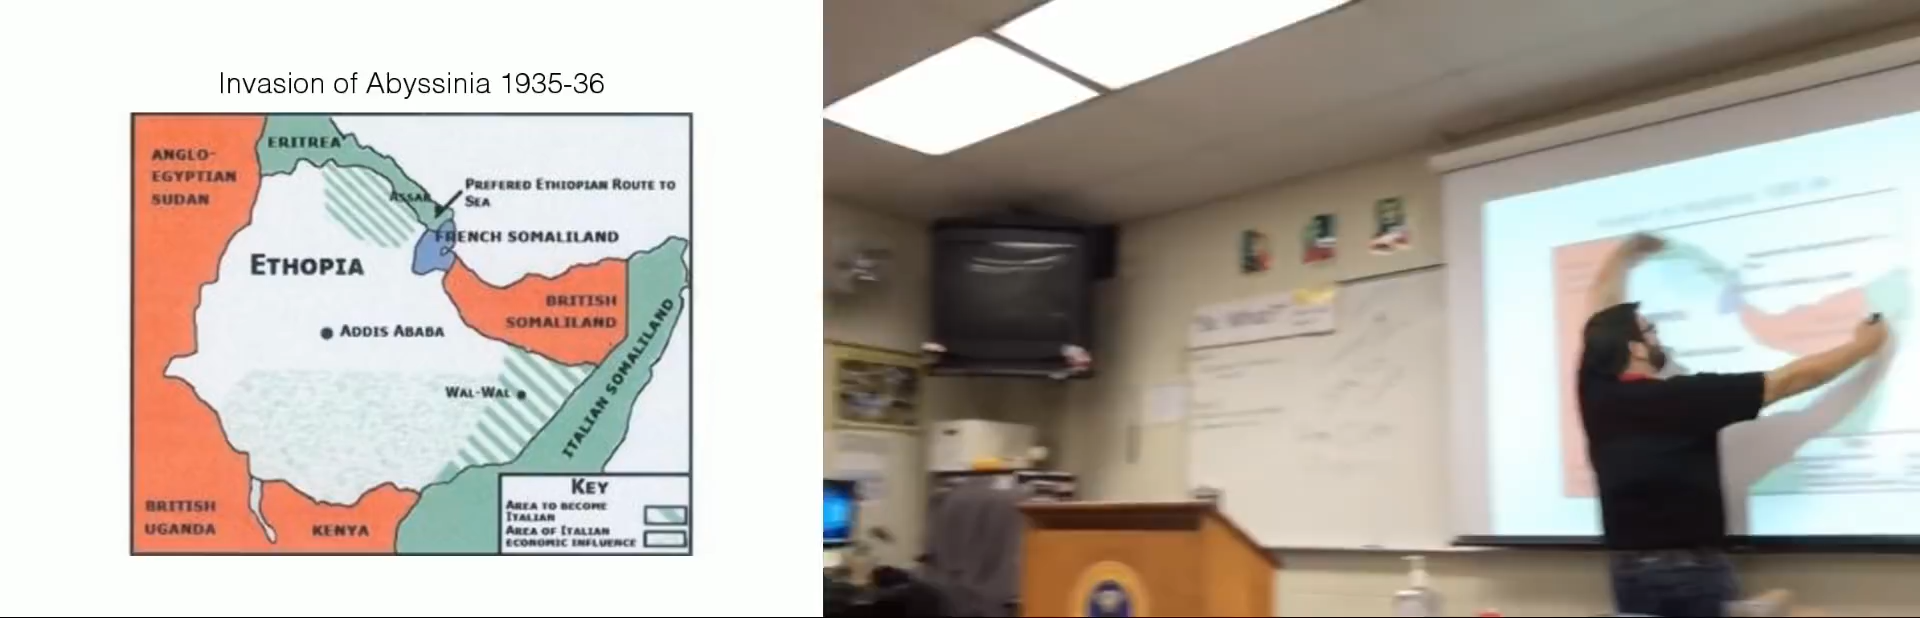 Invasion of Abyssinia 1935-36
ERITREA
ANGLO-
EGYPTIAN
SUDAN
PREFERED ETHIOPIAN ROUTE TO
SEA
ASSAB
FRENCH SOMALILAND
ETHOPIA
BRITISH
SOMALILAND
ADDIS ABABA
WAL-WAL
ITALIAN SOMALILAND
KEY
AREA TO BECOME
ITALIAN
AREA OF ITALIAN
ECONOMIC INFLUENCE
BRITISH
UGANDA
KENYA
So What?